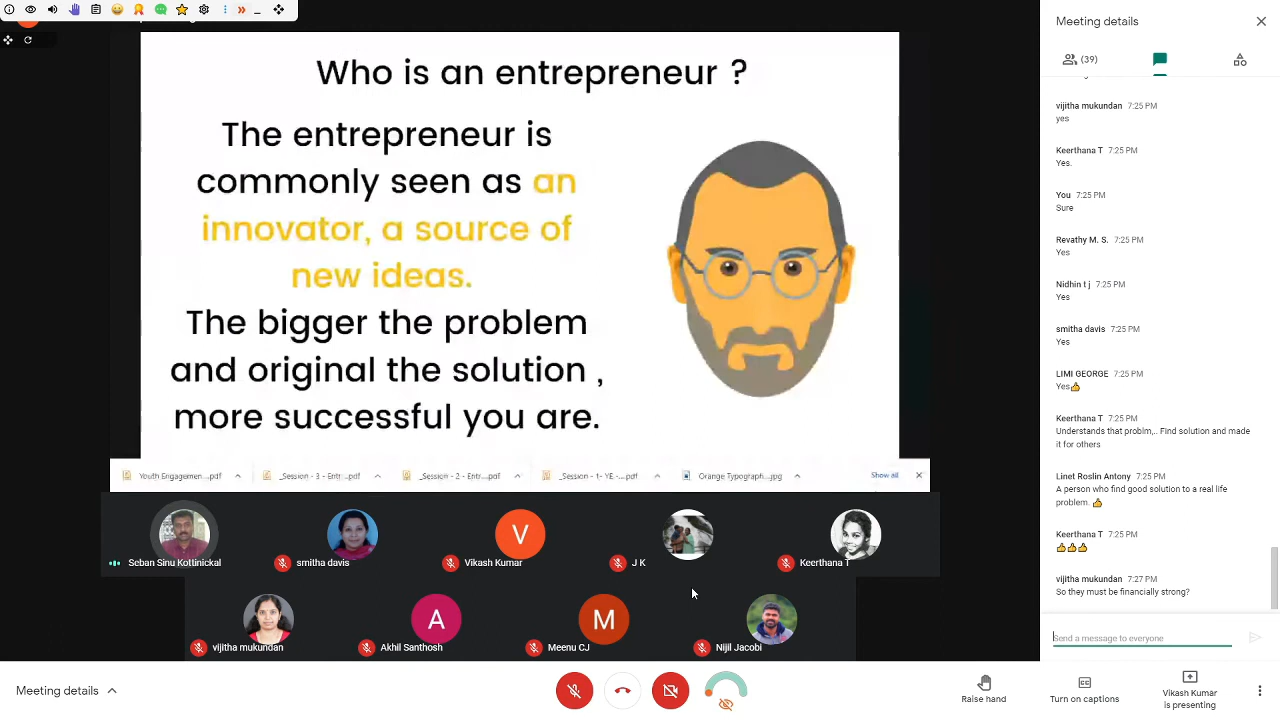 Who is an entrepreneur ?
The entrepreneur is
commonly seen as an
innovator, a source of
new ideas.
The bigger the problem
and original the solution ,
more successful you are.
Youth Engagemen...pdf
_Session - 3 - Entr...pdf
_Session - 2 - Entr...pdf
_Session - 1- YE -....pdf
Orange Typograph....jpg
Show all
Seban Sinu Kottinickal
smitha davis
V
Vikash Kumar
J K
Keerthana T
vijitha mukundan
A
Akhil Santhosh
M
Meenu CJ
Nijil Jacobi
Meeting details
(39)
vijitha mukundan 7:25 PM
yes
Keerthana T 7:25 PM
Yes.
You 7:25 PM
Sure
Revathy M. S. 7:25 PM
Yes
Nidhin t j 7:25 PM
Yes
smitha davis 7:25 PM
Yes
LIMI GEORGE 7:25 PM
Yes👍
Keerthana T 7:25 PM
Understands that problm,.. FInd solution and made
it for others
Linet Roslin Antony 7:25 PM
A person who find good solution to a real life
problem. 👍
Keerthana T 7:25 PM
👍👍👍
vijitha mukundan 7:27 PM
So they must be financially strong?
Send a message to everyone
Meeting details
Raise hand
Turn on captions
Vikash Kumar
is presenting